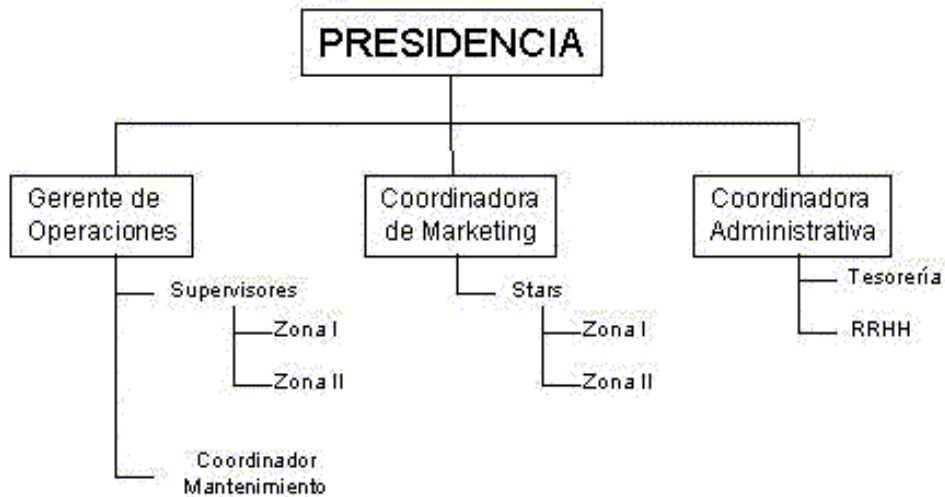 PRESIDENCIA
Gerente de
Operaciones
Coordinadora
de Marketing
Coordinadora
Administrativa
Supervisores
Zona I
Zona II
Coordinador
Mantenimiento
Stars
Zona I
Zona II
Tesorería
RRHH